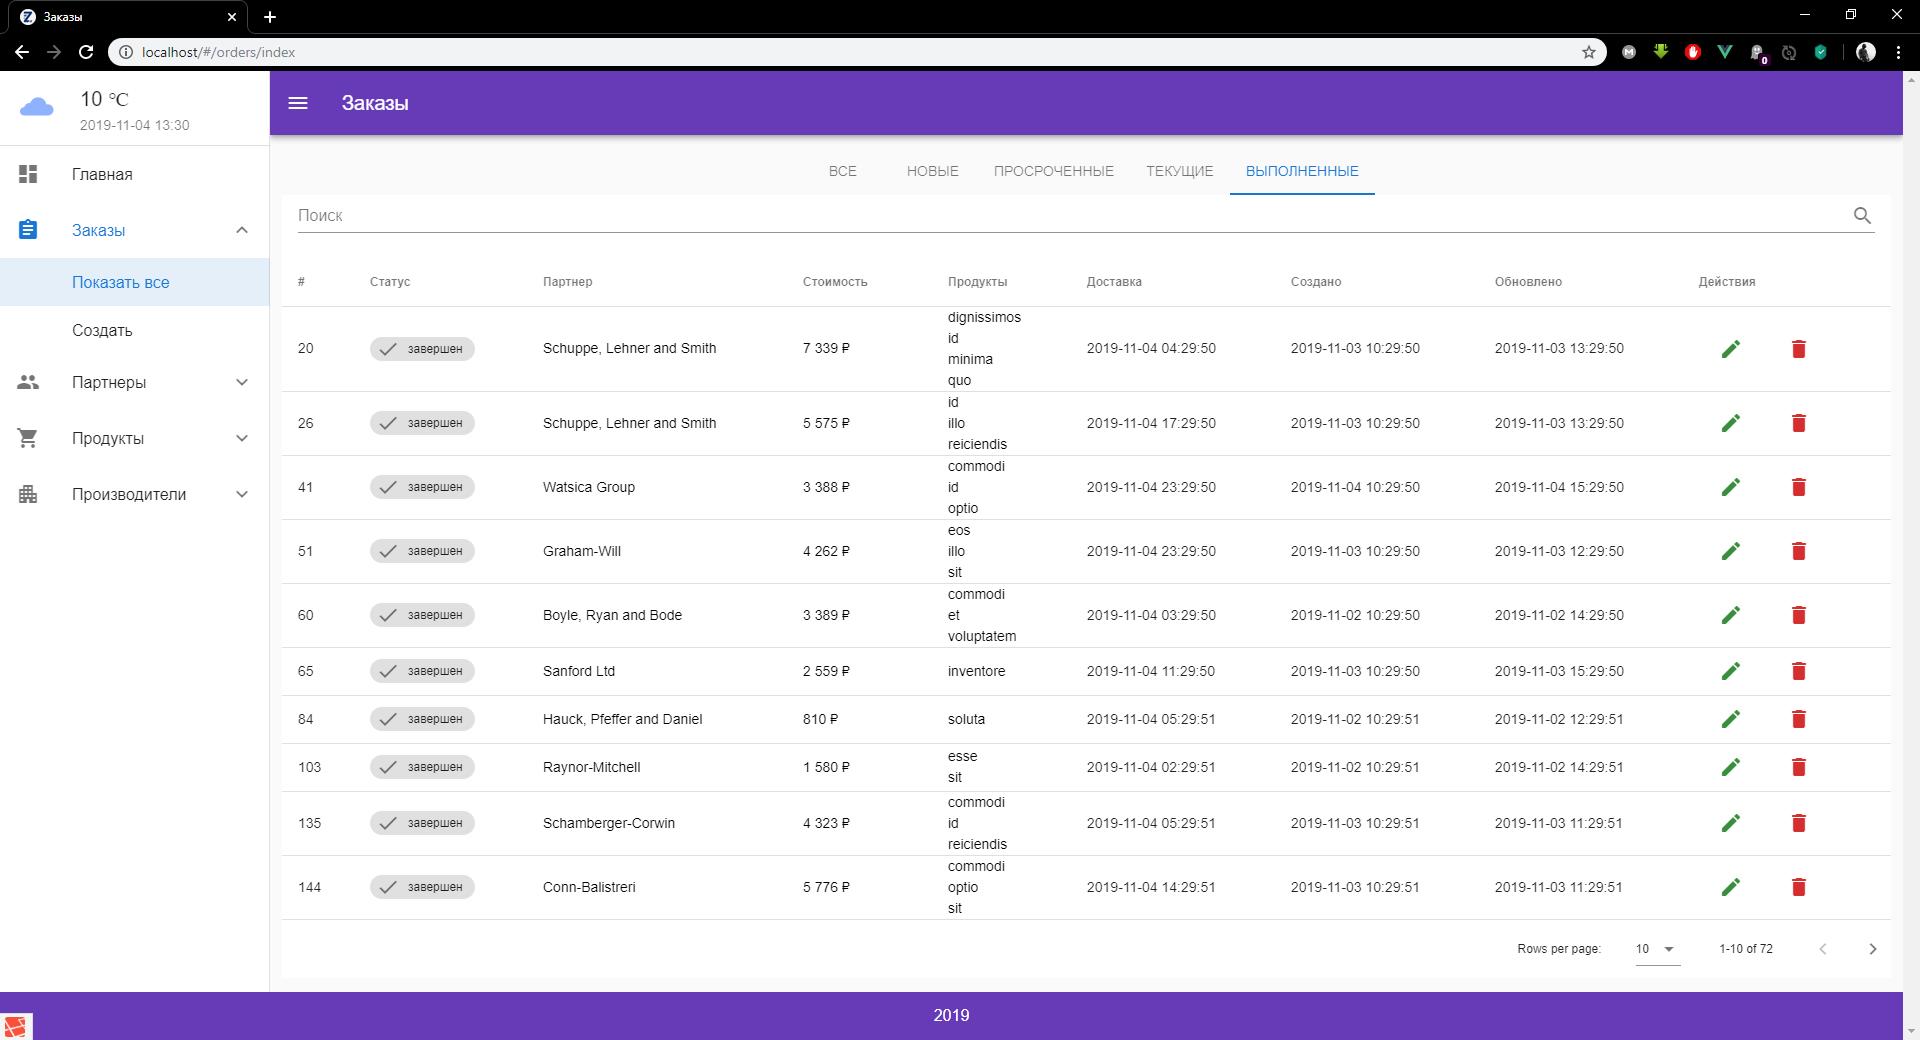 Заказы
localhost/#/orders/index
0
10 °C
2019-11-04 13:30
Главная
Заказы
Показать все
Создать
Партнеры
Продукты
Производители
Заказы
ВСЕ НОВЫЕ ПРОСРОЧЕННЫЕ ТЕКУЩИЕ ВЫПОЛНЕННЫЕ
Поиск
# Статус Партнер Стоимость Продукты Доставка Создано Обновлено Действия
20 завершен Schuppe, Lehner and Smith 7 339 ₽ dignissimos id minima quo 2019-11-04 04:29:50 2019-11-03 10:29:50 2019-11-03 13:29:50
26 завершен Schuppe, Lehner and Smith 5 575 ₽ id illo reiciendis 2019-11-04 17:29:50 2019-11-03 10:29:50 2019-11-03 13:29:50
41 завершен Watsica Group 3 388 ₽ commodi id optio 2019-11-04 23:29:50 2019-11-04 10:29:50 2019-11-04 15:29:50
51 завершен Graham-Will 4 262 ₽ eos illo sit 2019-11-04 23:29:50 2019-11-03 10:29:50 2019-11-03 12:29:50
60 завершен Boyle, Ryan and Bode 3 389 ₽ commodi et voluptatem 2019-11-04 03:29:50 2019-11-02 10:29:50 2019-11-02 14:29:50
65 завершен Sanford Ltd 2 559 ₽ inventore 2019-11-04 11:29:50 2019-11-03 10:29:50 2019-11-03 15:29:50
84 завершен Hauck, Pfeffer and Daniel 810 ₽ soluta 2019-11-04 05:29:51 2019-11-02 10:29:51 2019-11-02 12:29:51
103 завершен Raynor-Mitchell 1 580 ₽ esse sit 2019-11-04 02:29:51 2019-11-02 10:29:51 2019-11-02 14:29:51
135 завершен Schamberger-Corwin 4 323 ₽ commodi id reiciendis 2019-11-04 05:29:51 2019-11-03 10:29:51 2019-11-03 11:29:51
144 завершен Conn-Balistreri 5 776 ₽ commodi optio sit 2019-11-04 14:29:51 2019-11-03 10:29:51 2019-11-03 11:29:51
Rows per page: 10 1-10 of 72
2019